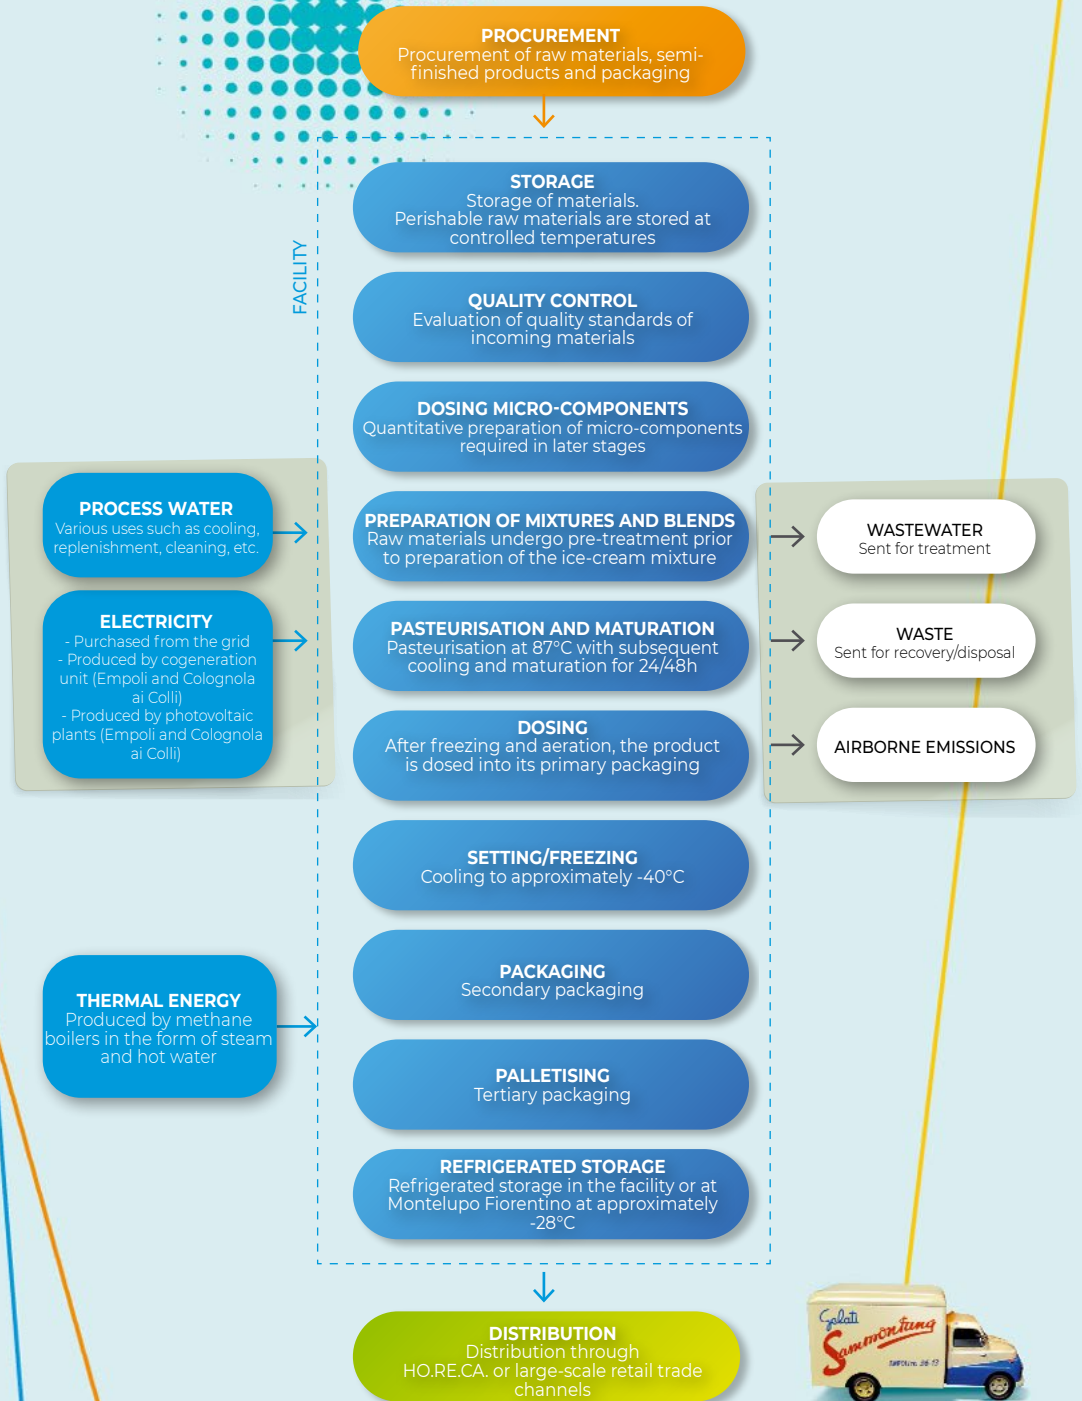 PROCUREMENT
Procurement of raw materials, semi-
finished products and packaging
FACILITY
STORAGE
Storage of materials.
Perishable raw materials are stored at
controlled temperatures
QUALITY CONTROL
Evaluation of quality standards of
incoming materials
DOSING MICRO-COMPONENTS
Quantitative preparation of micro-components
required in later stages
PROCESS WATER
Various uses such as cooling,
replenishment, cleaning, etc.
ELECTRICITY
- Purchased from the grid
- Produced by cogeneration
unit (Empoli and Colognola
ai Colli)
- Produced by photovoltaic
plants (Empoli and Colognola
ai Colli)
PREPARATION OF MIXTURES AND BLENDS
Raw materials undergo pre-treatment prior
to preparation of the ice-cream mixture
PASTEURISATION AND MATURATION
Pasteurisation at 87°C with subsequent
cooling and maturation for 24/48h
DOSING
After freezing and aeration, the product
is dosed into its primary packaging
WASTEWATER
Sent for treatment
WASTE
Sent for recovery/disposal
AIRBORNE EMISSIONS
SETTING/FREEZING
Cooling to approximately -40°C
THERMAL ENERGY
Produced by methane
boilers in the form of steam
and hot water
PACKAGING
Secondary packaging
PALLETISING
Tertiary packaging
REFRIGERATED STORAGE
Refrigerated storage in the facility or at
Montelupo Fiorentino at approximately
-28°C
DISTRIBUTION
Distribution through
HO.RE.CA. or large-scale retail trade
channels
Gelati
Sammontana